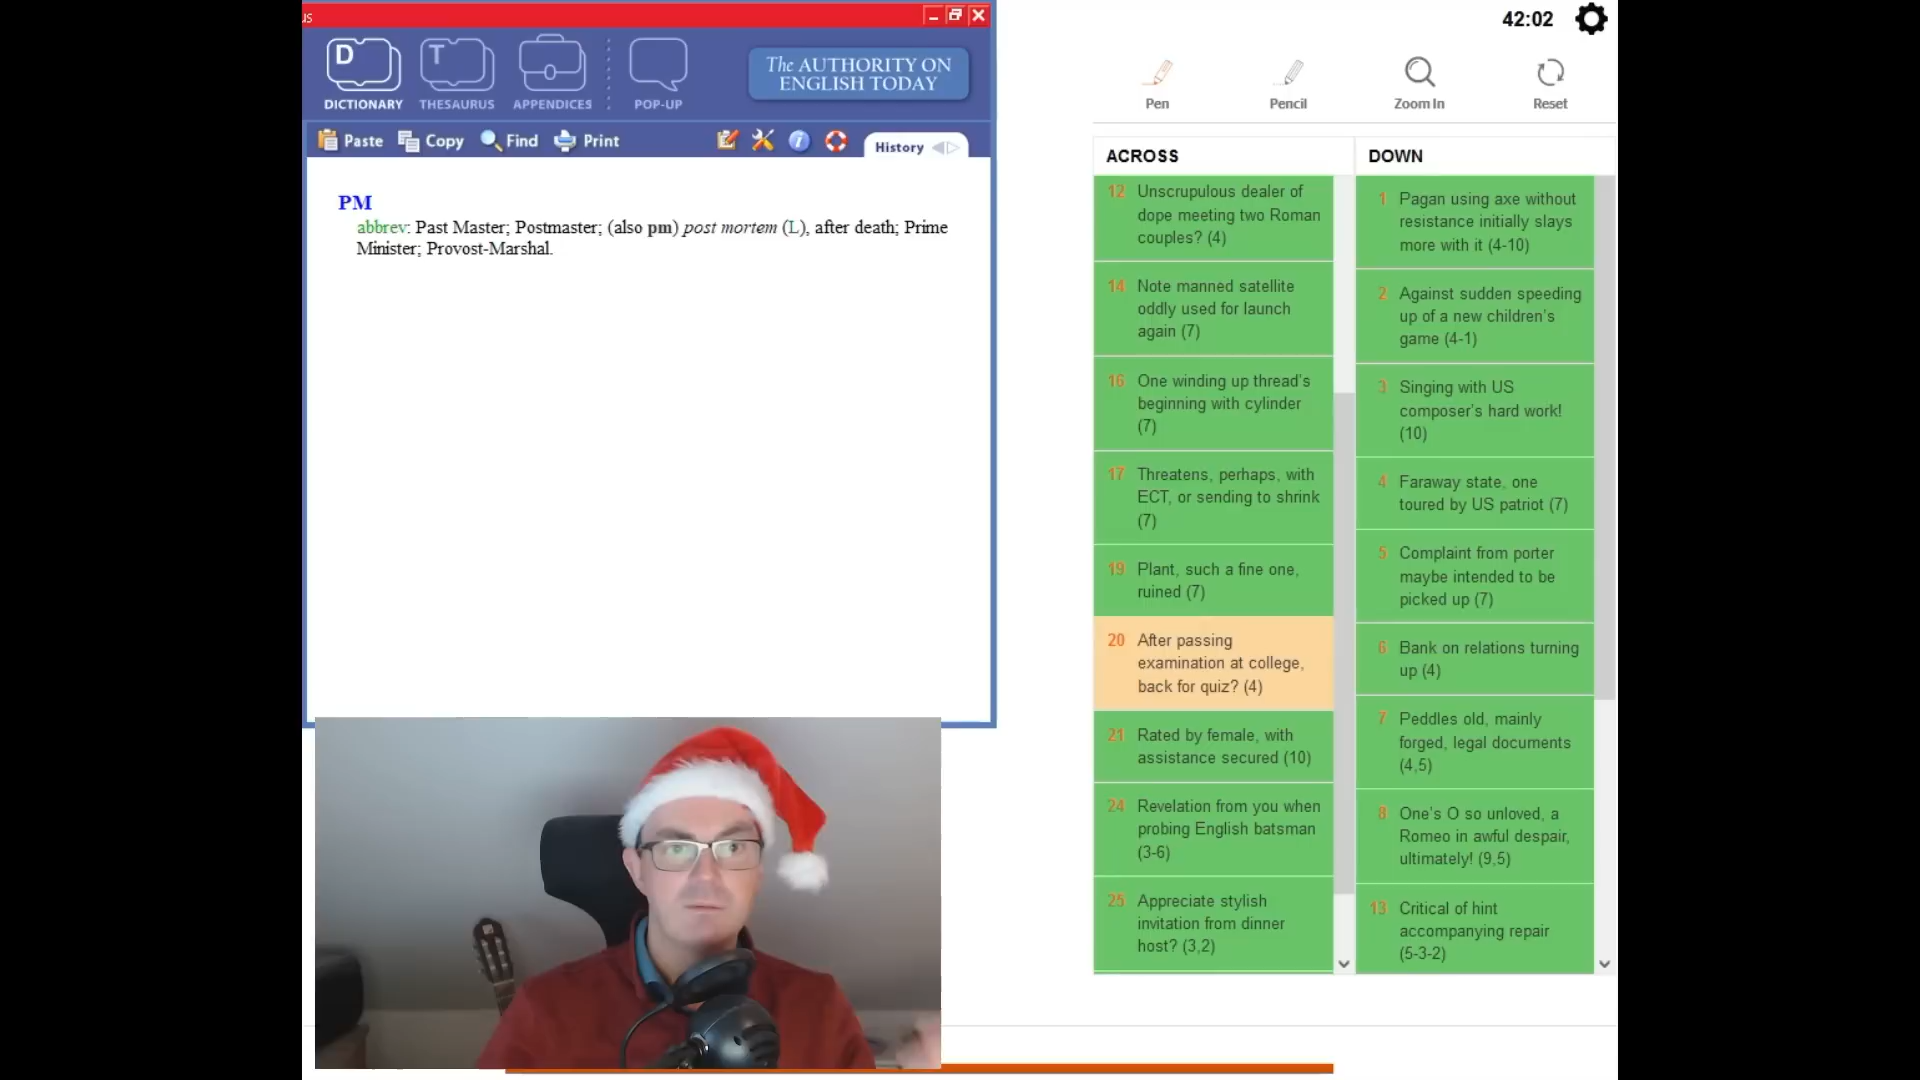 us
42:02
D
T
DICTIONARY THESAURUS APPENDICES POP-UP
The AUTHORITY ON
ENGLISH TODAY
Pen Pencil Zoom In Reset
Paste Copy Find Print
i
History
PM
abbrev: Past Master; Postmaster; (also pm) post mortem (L), after death; Prime
Minister; Provost-Marshal.
ACROSS
12 Unscrupulous dealer of
dope meeting two Roman
couples? (4)
14 Note manned satellite
oddly used for launch
again (7)
16 One winding up thread's
beginning with cylinder
(7)
17 Threatens, perhaps, with
ECT, or sending to shrink
(7)
19 Plant, such a fine one,
ruined (7)
20 After passing
examination at college,
back for quiz? (4)
21 Rated by female, with
assistance secured (10)
24 Revelation from you when
probing English batsman
(3-6)
25 Appreciate stylish
invitation from dinner
host? (3,2)
DOWN
1 Pagan using axe without
resistance initially slays
more with it (4-10)
2 Against sudden speeding
up of a new children's
game (4-1)
3 Singing with US
composer's hard work!
(10)
4 Faraway state, one
toured by US patriot (7)
5 Complaint from porter
maybe intended to be
picked up (7)
6 Bank on relations turning
up (4)
7 Peddles old, mainly
forged, legal documents
(4,5)
8 One's O so unloved, a
Romeo in awful despair,
ultimately! (9,5)
13 Critical of hint
accompanying repair
(5-3-2)